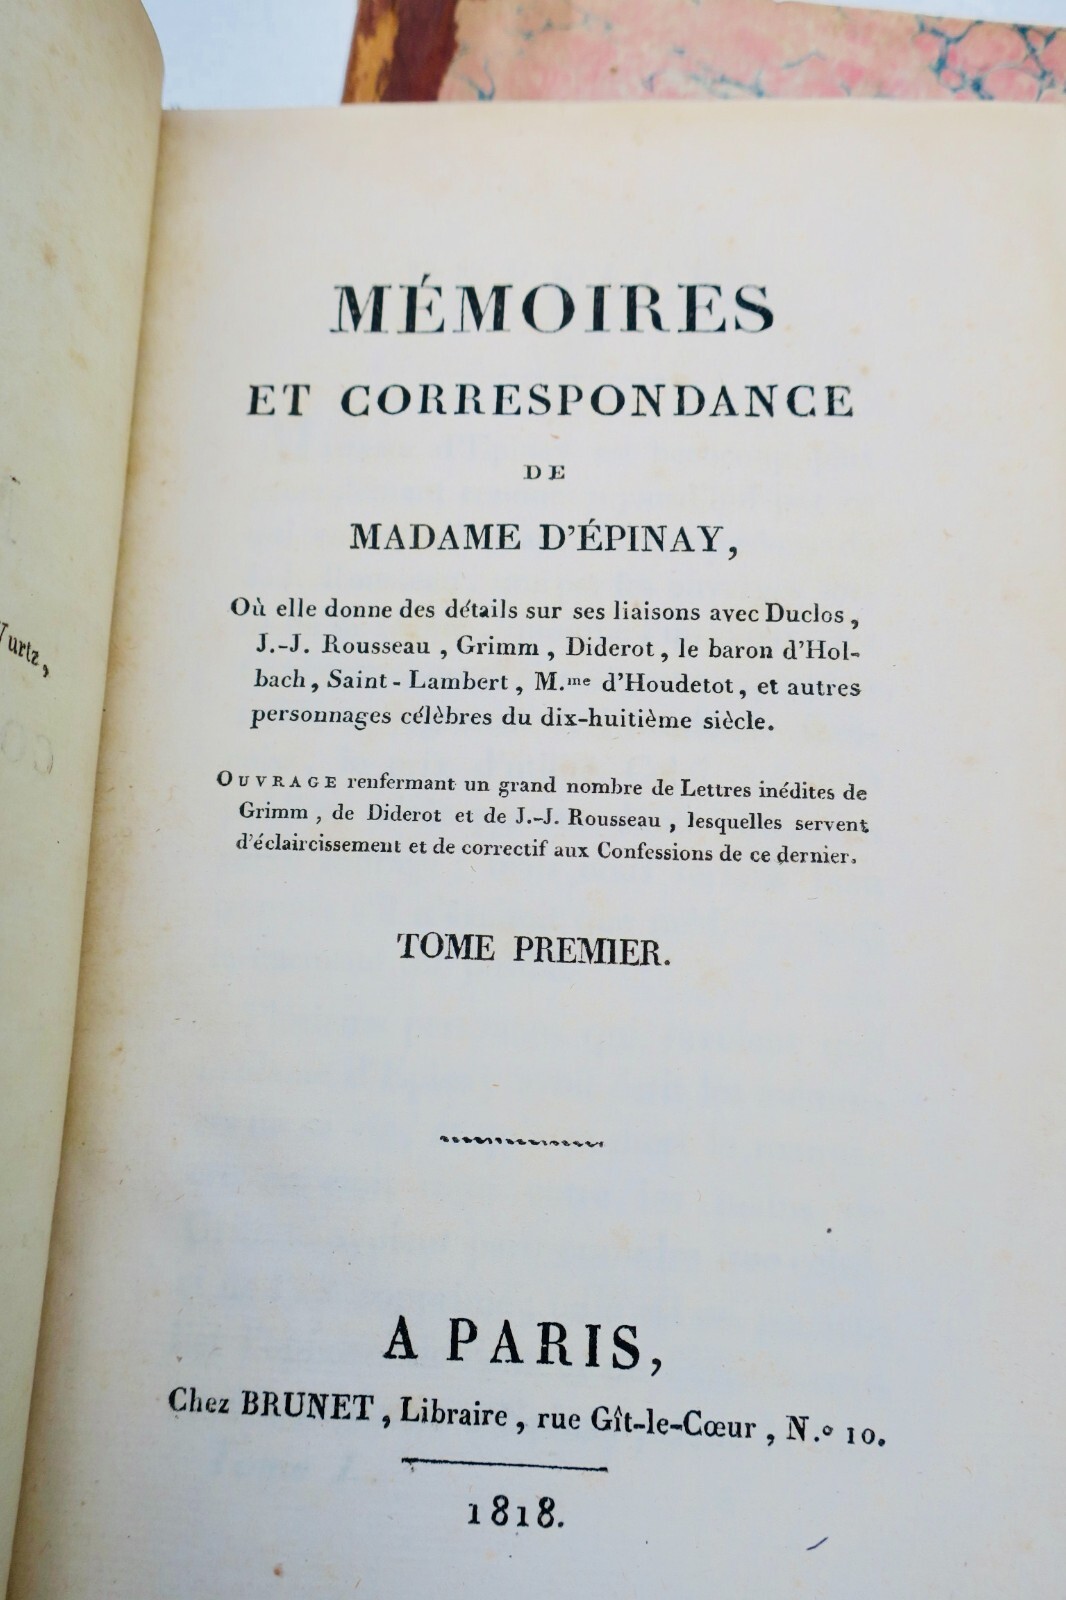 MÉMOIRES
ET CORRESPONDANCE
DE
MADAME D'ÉPINAY,
Où elle donne des détails sur ses liaisons avec Duclos,
J.-J. Rousseau, Grimm, Diderot, le baron d'Hol-
bach, Saint-Lambert, M.me d'Houdetot, et autres
personnages célèbres du dix-huitième siècle.
OUVRAGE renfermant un grand nombre de Lettres inédites de
Grimm, de Diderot et de J.-J. Rousseau, lesquelles servent
d'éclaircissement et de correctif aux Confessions de ce dernier.
TOME PREMIER.
A PARIS,
Chez BRUNET, Libraire, rue Gît-le-Cœur, N.º 10.
1818.